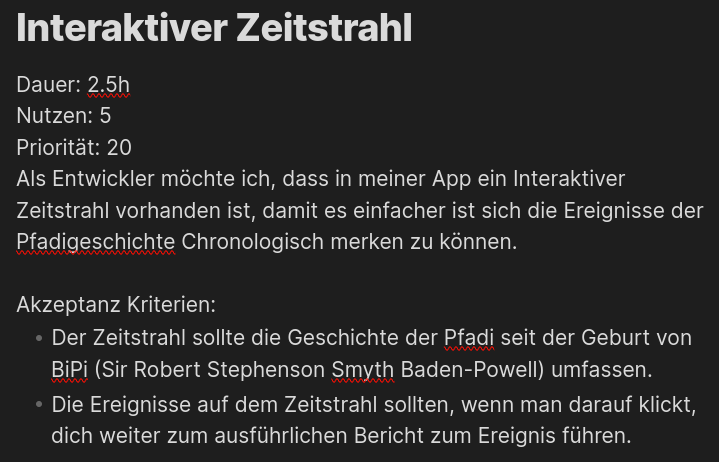 Interaktiver Zeitstrahl
Dauer: 2.5h
Nutzen: 5
Priorität: 20
Als Entwickler möchte ich, dass in meiner App ein Interaktiver
Zeitstrahl vorhanden ist, damit es einfacher ist sich die Ereignisse der
Pfadigeschichte Chronologisch merken zu können.
Akzeptanz Kriterien:
• Der Zeitstrahl sollte die Geschichte der Pfadi seit der Geburt von
BiPi (Sir Robert Stephenson Smyth Baden-Powell) umfassen.
• Die Ereignisse auf dem Zeitstrahl sollten, wenn man darauf klickt,
dich weiter zum ausführlichen Bericht zum Ereignis führen.